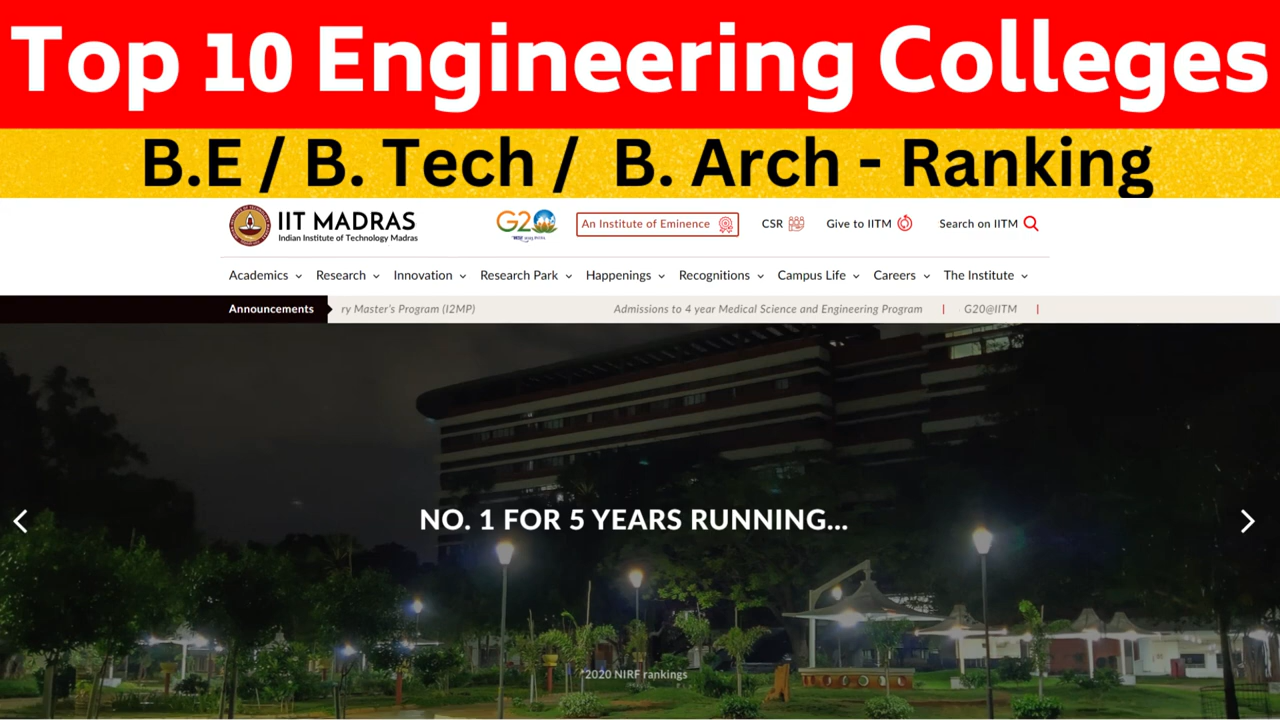 Top 10 Engineering Colleges
B.E / B. Tech / B. Arch - Ranking
IIT MADRAS
Indian Institute of Technology Madras
G20
An Institute of Eminence
CSR
Give to IITM
Search on IITM
Academics
Research
Innovation
Research Park
Happenings
Recognitions
Campus Life
Careers
The Institute
Announcements
ry Master's Program (I2MP)
Admissions to 4 year Medical Science and Engineering Program
|
G20@IITM
|
NO. 1 FOR 5 YEARS RUNNING...
*2020 NIRF rankings